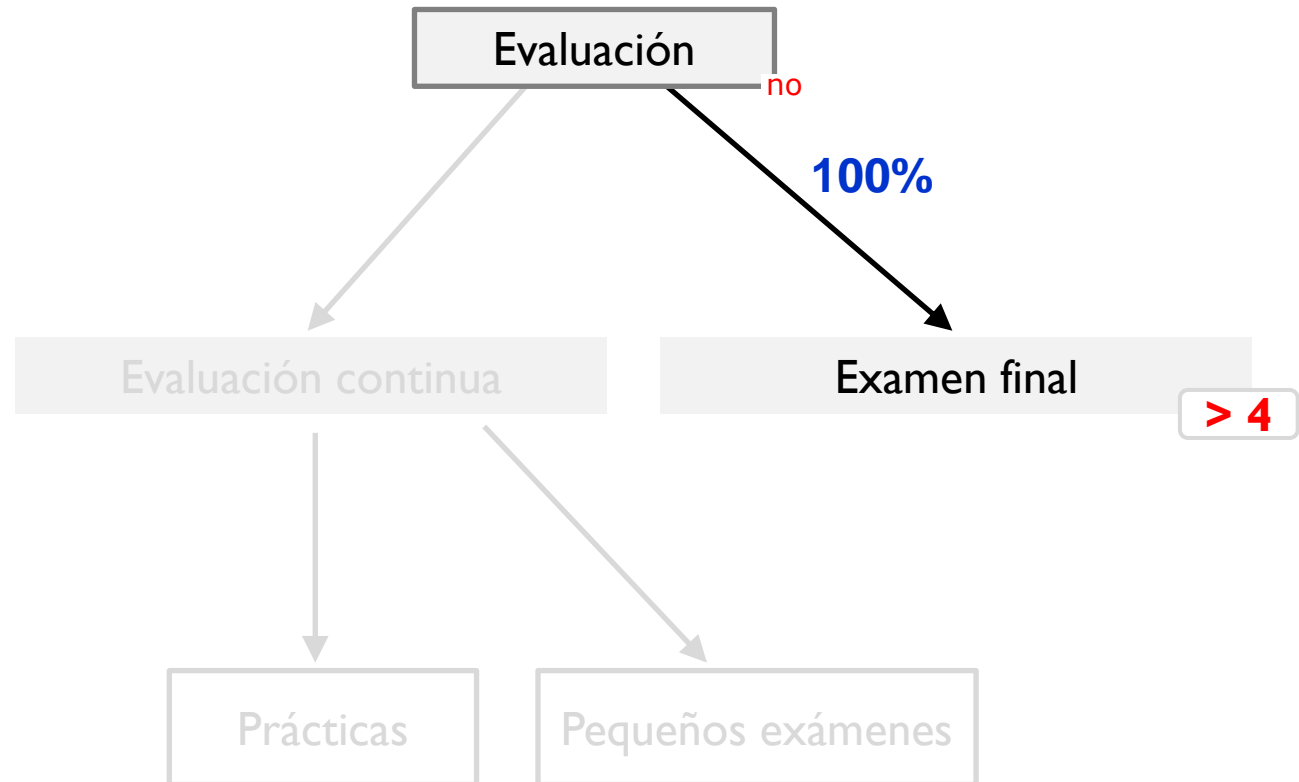 Evaluación
no
100%
Evaluación continua
Examen final
> 4
Prácticas
Pequeños exámenes